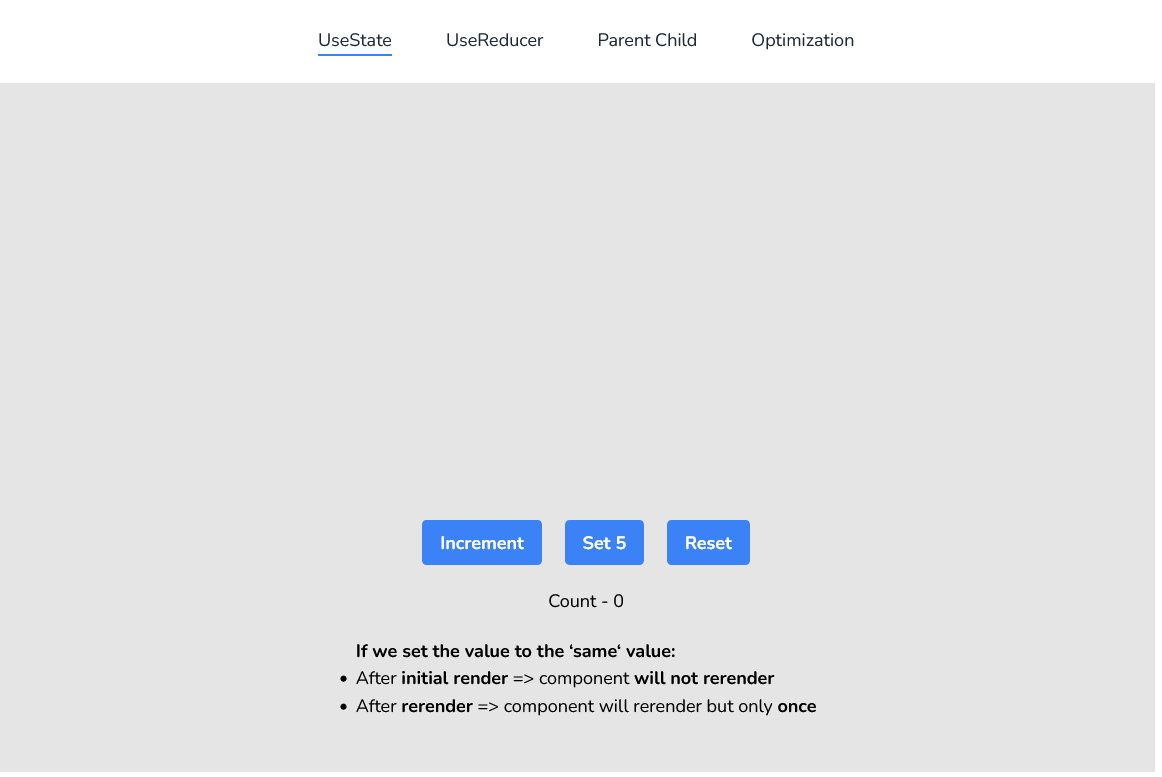 UseState UseReducer Parent Child Optimization
Increment Set 5 Reset
Count - 0
If we set the value to the ‘same‘ value:
• After initial render => component will not rerender
• After rerender => component will rerender but only once